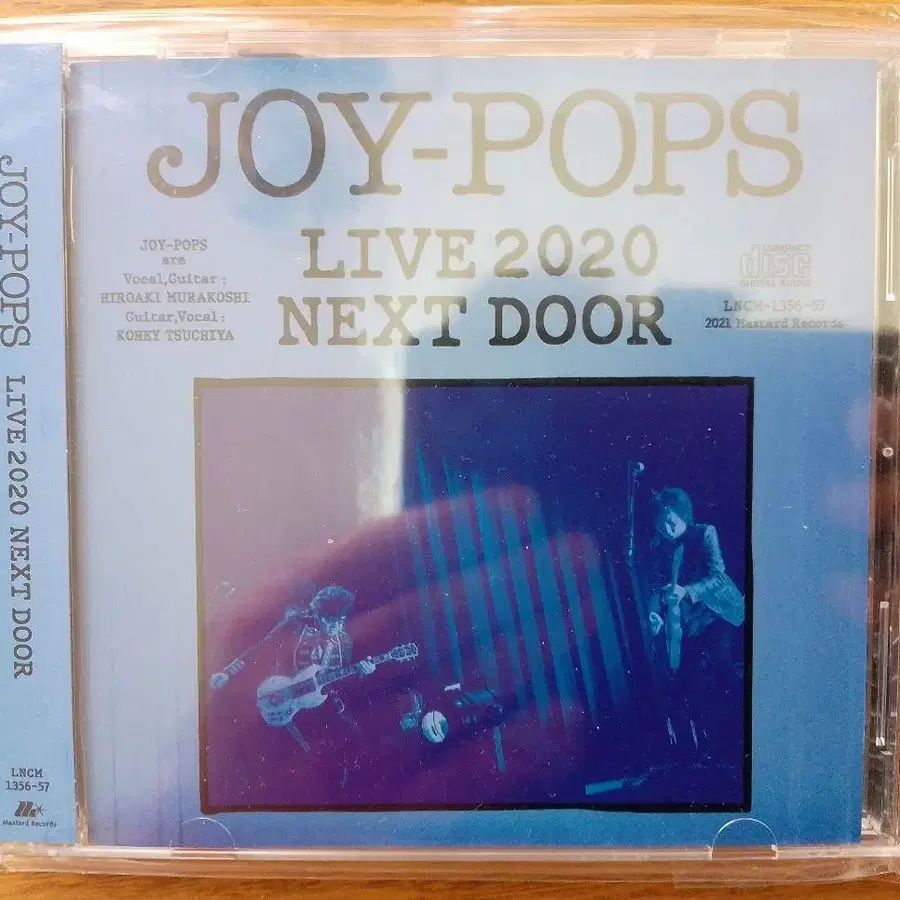 JOY-POPS
LIVE 2020
NEXT DOOR
JOY-POPS
are
Vocal,Guitar:
HIROAKI MURAKOSHI
Guitar,Vocal:
KOHEY TSUCHIYA
COMPACT
disc
DIGITAL AUDIO
LNCM-1356-57
2021 Mastard Records
JOY-POPS LIVE 2020 NEXT DOOR
LNCM
1356-57
Mastard Records